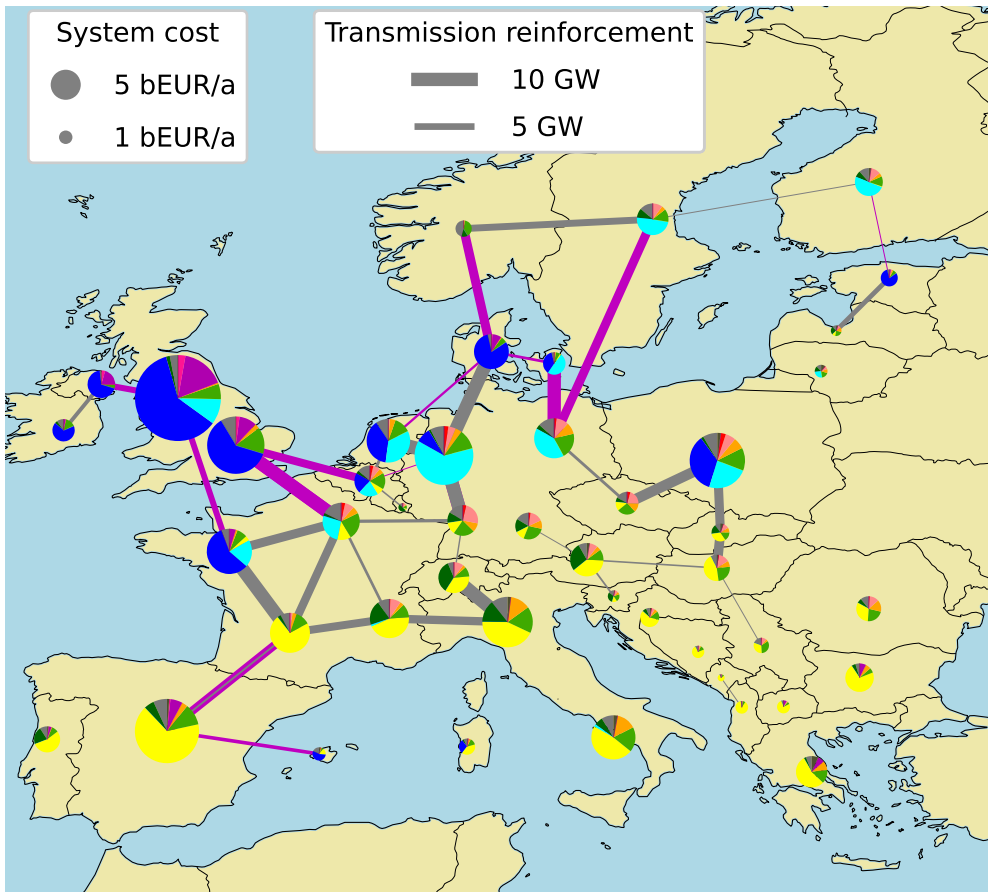 System cost
5 bEUR/a
1 bEUR/a
Transmission reinforcement
10 GW
5 GW